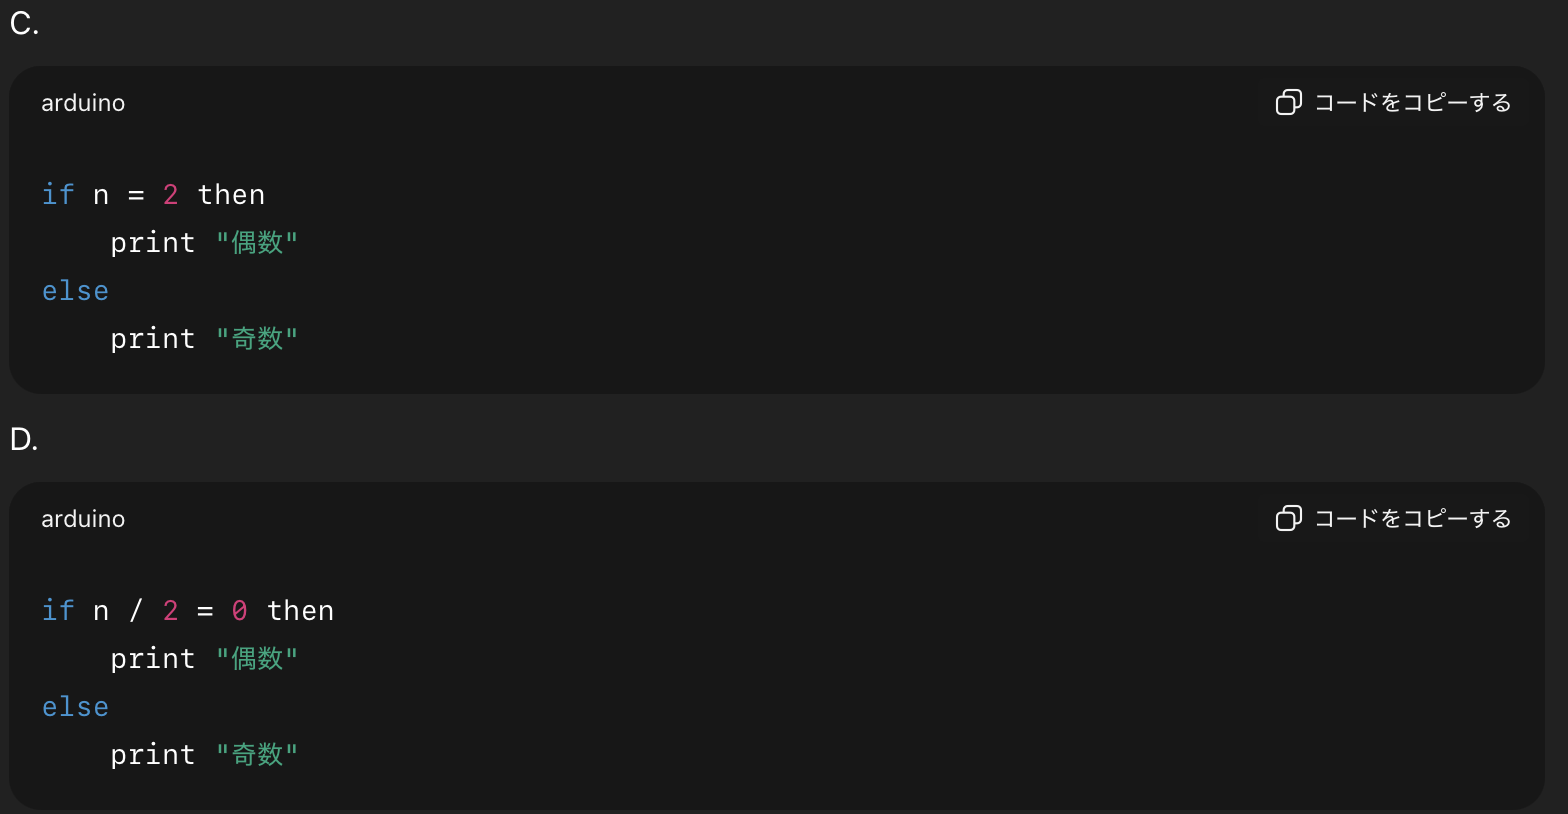 C.
arduino
コードをコピーする
if n = 2 then
    print "偶数"
else
    print "奇数"
D.
arduino
コードをコピーする
if n / 2 = 0 then
    print "偶数"
else
    print "奇数"